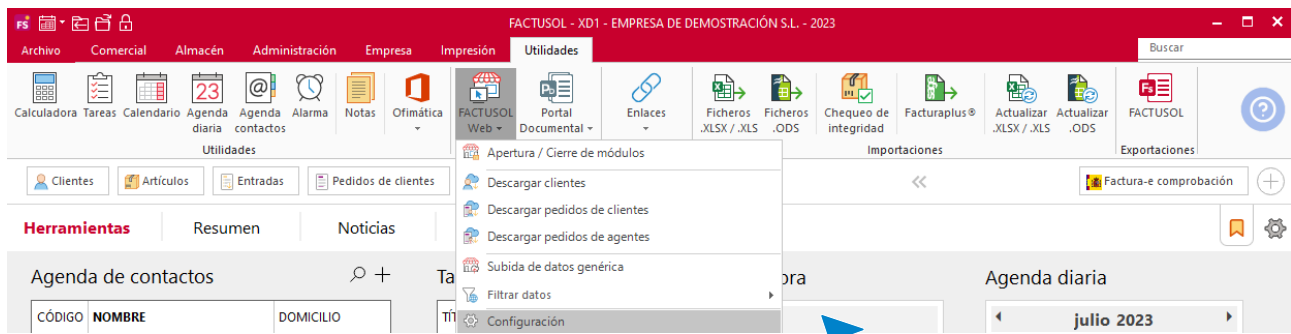 FS
FACTUSOL - XD1 - EMPRESA DE DEMOSTRACIÓN S.L. - 2023
Archivo Comercial Almacén Administración Empresa Impresión Utilidades Buscar
Calculadora Tareas Calendario Agenda diaria Agenda contactos Alarma Notas Ofimática FACTUSOL Web Portal Documental Enlaces Ficheros .XLSX / .XLS Ficheros .ODS Chequeo de integridad Facturaplus® Actualizar .XLSX / .XLS Actualizar .ODS FACTUSOL
Utilidades Importaciones Exportaciones
Apertura / Cierre de módulos
Clientes Artículos Entradas Pedidos de clientes Descargar clientes Factura-e comprobación
Descargar pedidos de clientes
Herramientas Resumen Noticias Descargar pedidos de agentes
Subida de datos genérica
Agenda de contactos Ta ora Agenda diaria
Filtrar datos
CÓDIGO NOMBRE DOMICILIO TÍT Configuración julio 2023